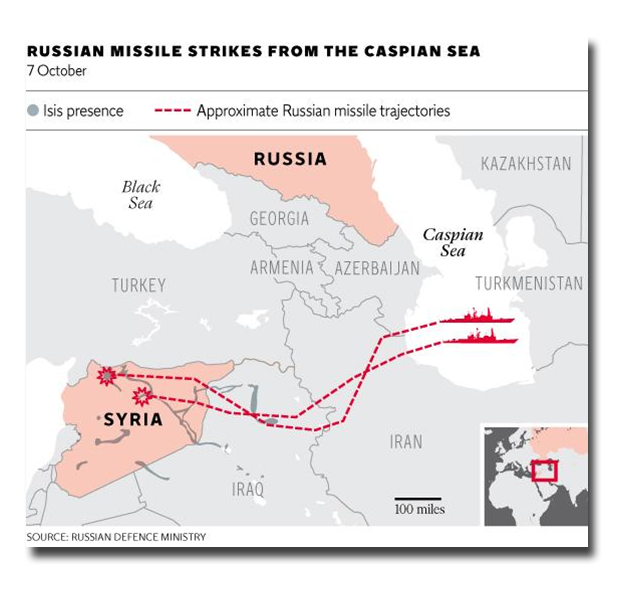 RUSSIAN MISSILE STRIKES FROM THE CASPIAN SEA
7 October
Isis presence
Approximate Russian missile trajectories
RUSSIA
KAZAKHSTAN
Black
Sea
GEORGIA
Caspian
Sea
ARMENIA
AZERBAIJAN
TURKEY
TURKMENISTAN
SYRIA
IRAN
IRAQ
100 miles
SOURCE: RUSSIAN DEFENCE MINISTRY